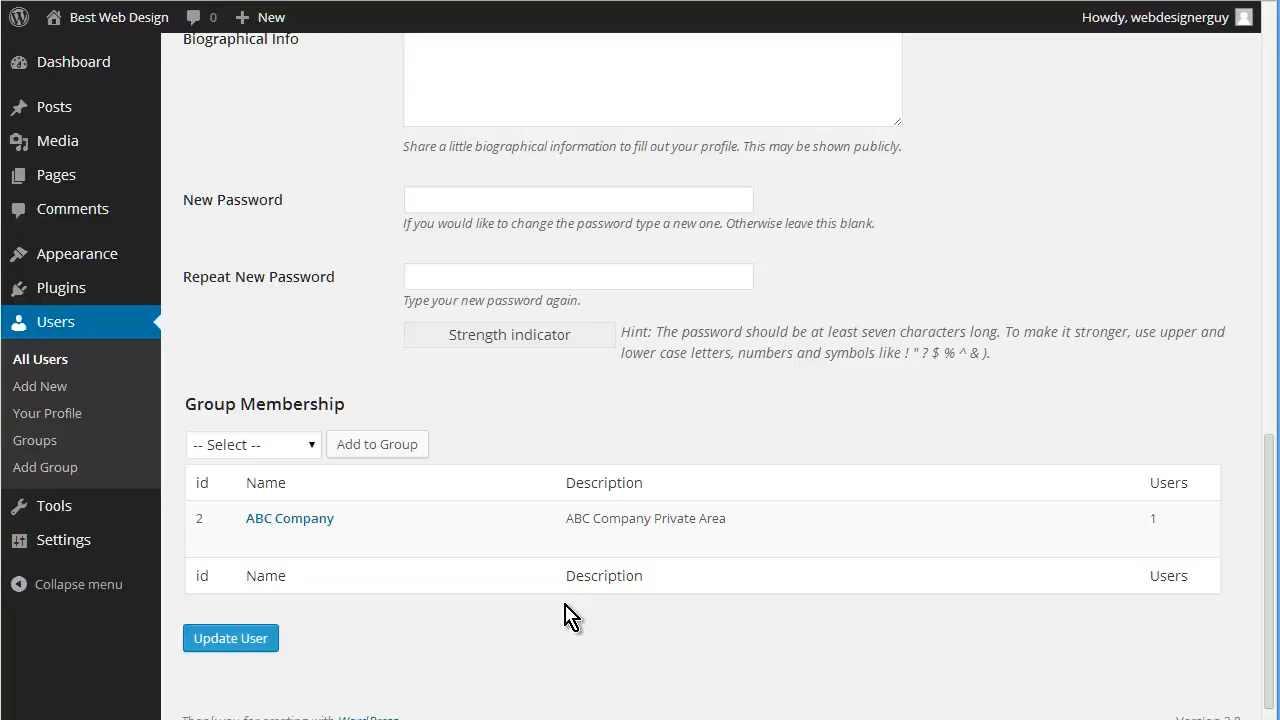 Best Web Design 0 New Howdy, webdesignerguy
Dashboard
Posts
Media
Pages
Comments
Appearance
Plugins
Users
All Users
Add New
Your Profile
Groups
Add Group
Tools
Settings
Collapse menu
Biographical Info
Share a little biographical information to fill out your profile. This may be shown publicly.
New Password
If you would like to change the password type a new one. Otherwise leave this blank.
Repeat New Password
Type your new password again.
Strength indicator
Hint: The password should be at least seven characters long. To make it stronger, use upper and
lower case letters, numbers and symbols like ! " ? $ % ^ & ).
Group Membership
-- Select -- Add to Group
id Name Description Users
2 ABC Company ABC Company Private Area 1
id Name Description Users
Update User
Thank you for creating with WordPress.